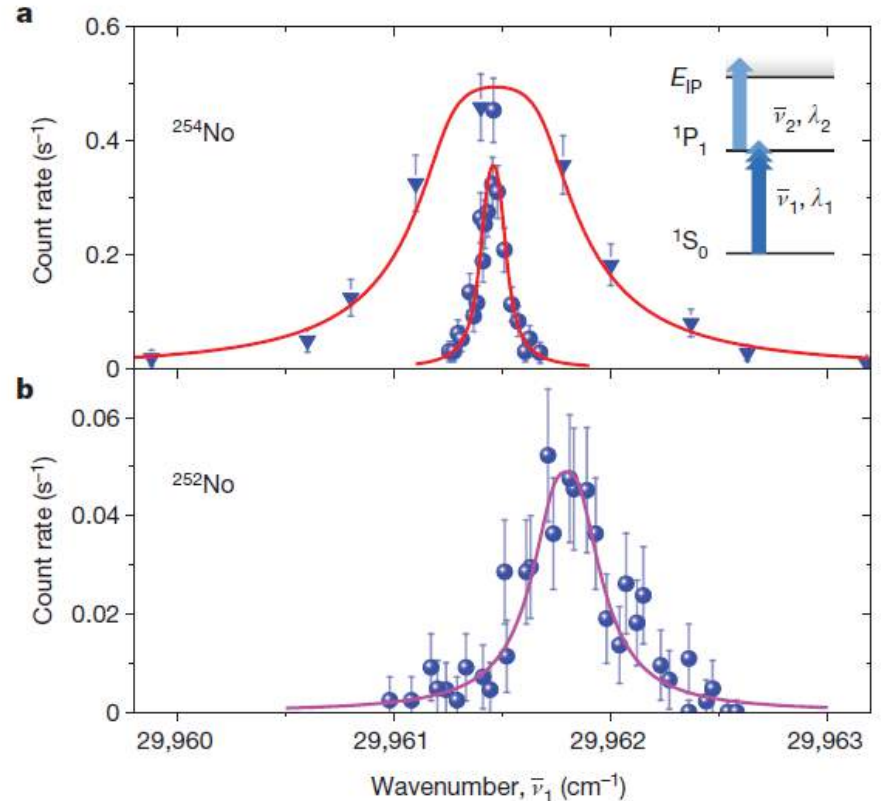 a
0.6
0.4
0.2
0
Count rate (s⁻¹)
²⁵⁴No
E_IP
¹P₁
¹S₀
ν̅₂, λ₂
ν̅₁, λ₁
b
0.06
0.04
0.02
0
Count rate (s⁻¹)
²⁵²No
29,960
29,961
29,962
29,963
Wavenumber, ν̅₁ (cm⁻¹)